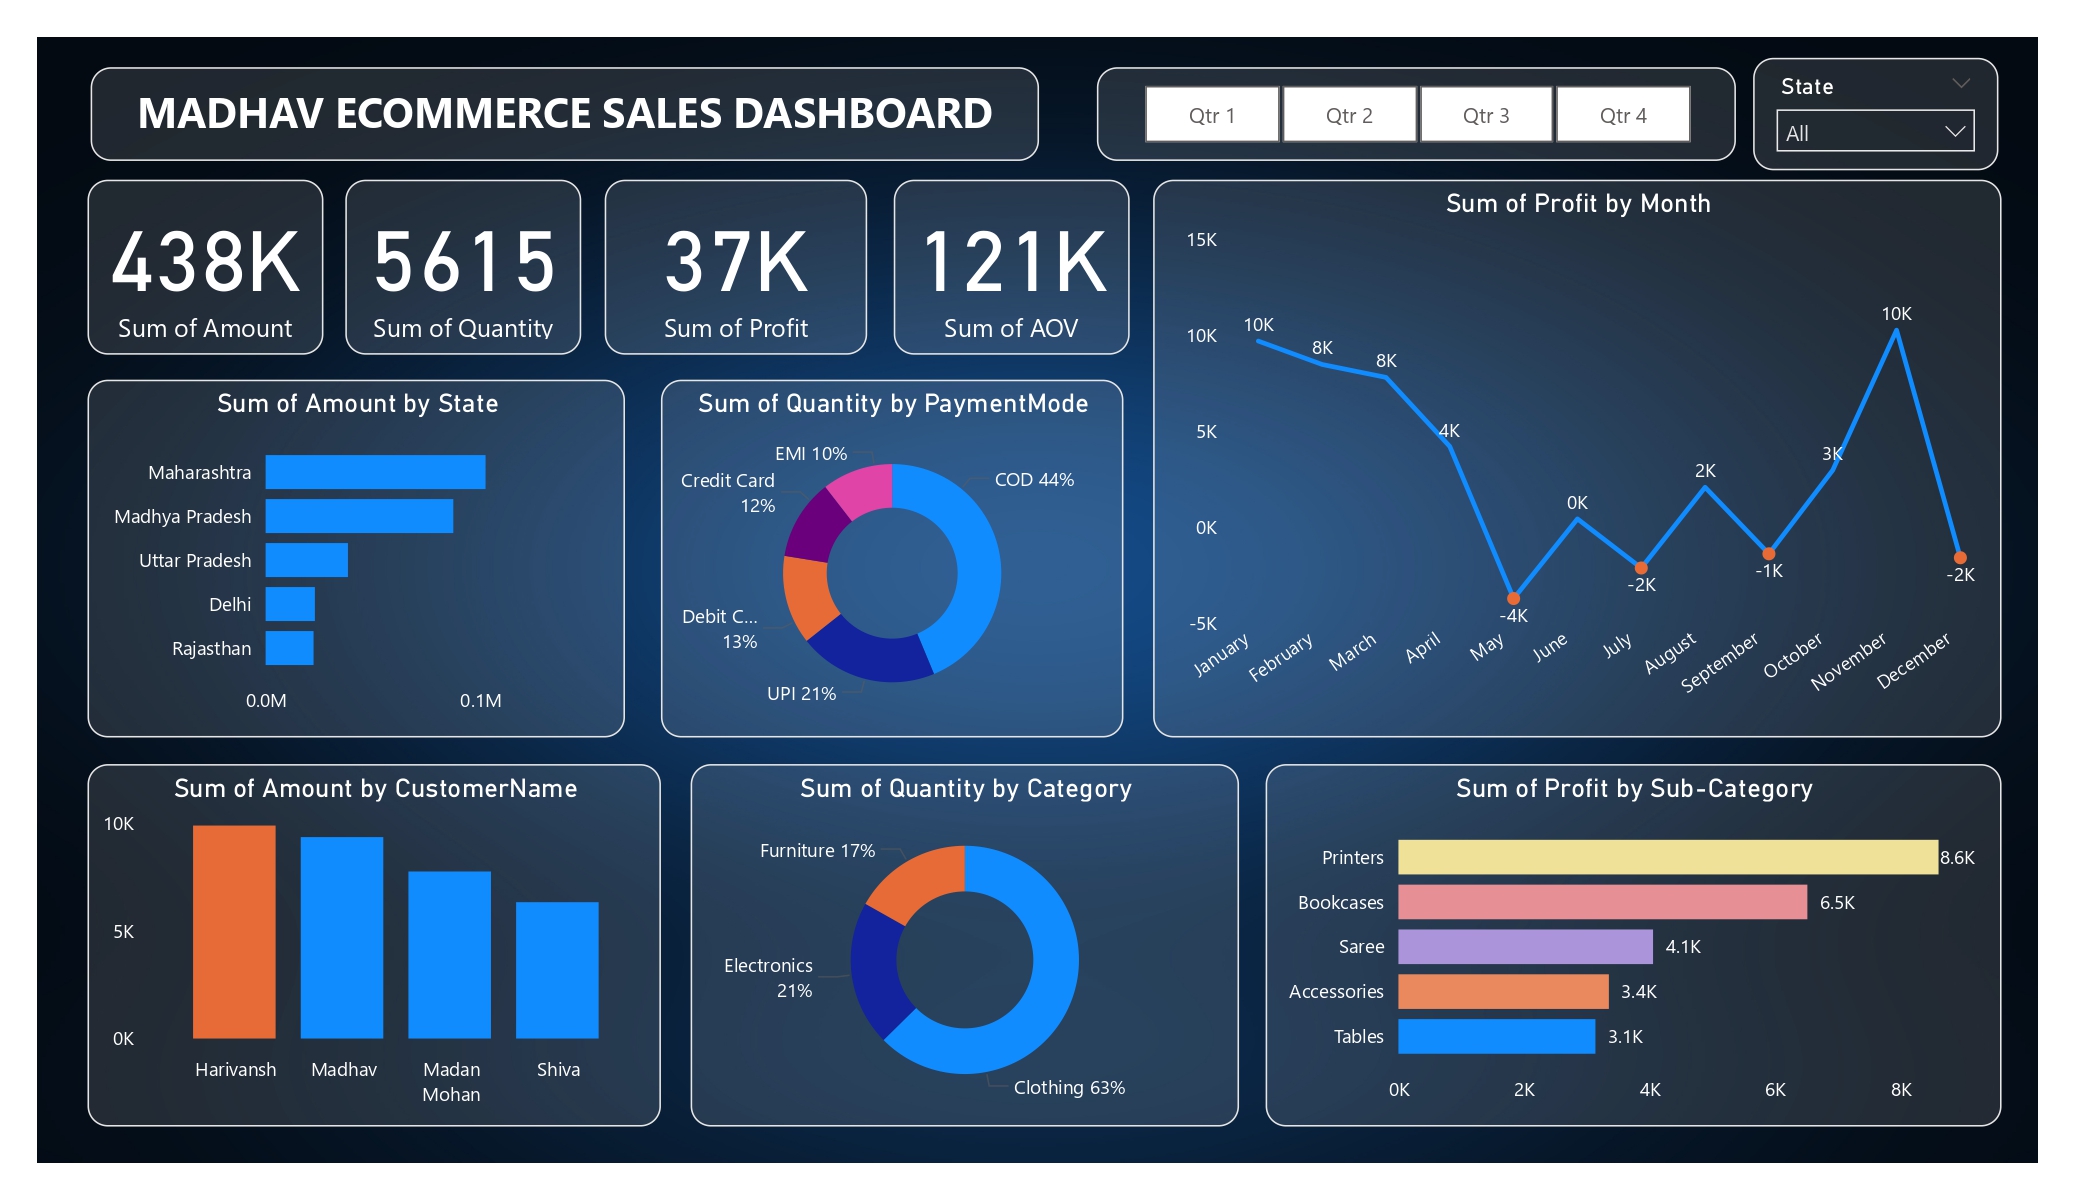 MADHAV ECOMMERCE SALES DASHBOARD
Qtr 1
Qtr 2
Qtr 3
Qtr 4
State
All
438K
Sum of Amount
5615
Sum of Quantity
37K
Sum of Profit
121K
Sum of AOV
Sum of Profit by Month
15K
10K
5K
0K
-5K
10K
8K
8K
4K
-4K
0K
-2K
2K
-1K
3K
10K
-2K
January
February
March
April
May
June
July
August
September
October
November
December
Sum of Amount by State
Maharashtra
Madhya Pradesh
Uttar Pradesh
Delhi
Rajasthan
0.0M
0.1M
Sum of Quantity by PaymentMode
EMI 10%
COD 44%
Credit Card
12%
Debit C...
13%
UPI 21%
Sum of Amount by CustomerName
10K
5K
0K
Harivansh
Madhav
Madan
Mohan
Shiva
Sum of Quantity by Category
Furniture 17%
Electronics
21%
Clothing 63%
Sum of Profit by Sub-Category
Printers
8.6K
Bookcases
6.5K
Saree
4.1K
Accessories
3.4K
Tables
3.1K
0K
2K
4K
6K
8K